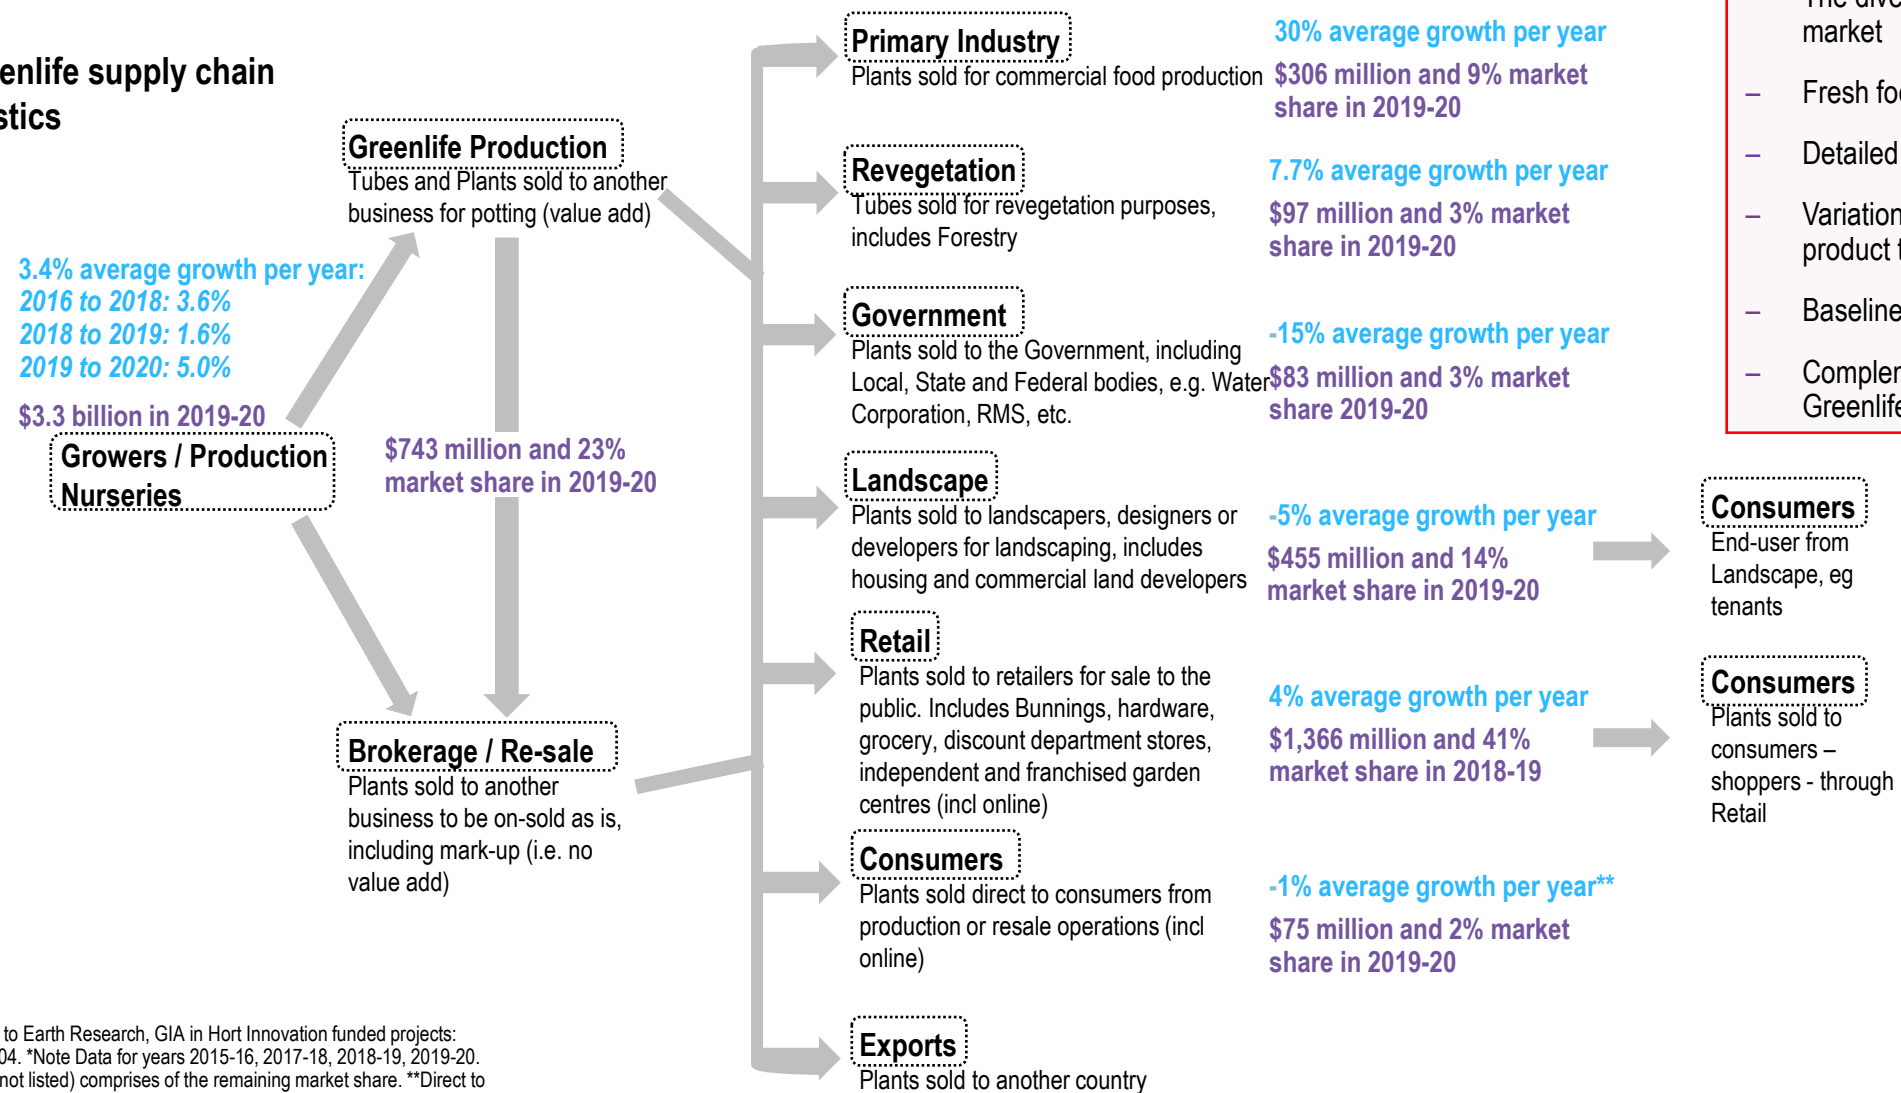 enlife supply chain
stics
3.4% average growth per year:
2016 to 2018: 3.6%
2018 to 2019: 1.6%
2019 to 2020: 5.0%
$3.3 billion in 2019-20
Growers / Production
Nurseries
Greenlife Production
Tubes and Plants sold to another
business for potting (value add)
$743 million and 23%
market share in 2019-20
Brokerage / Re-sale
Plants sold to another
business to be on-sold as is,
including mark-up (i.e. no
value add)
Primary Industry
Plants sold for commercial food production
30% average growth per year
$306 million and 9% market
share in 2019-20
Revegetation
Tubes sold for revegetation purposes,
includes Forestry
7.7% average growth per year
$97 million and 3% market
share in 2019-20
Government
Plants sold to the Government, including
Local, State and Federal bodies, e.g. Water
Corporation, RMS, etc.
-15% average growth per year
$83 million and 3% market
share 2019-20
Landscape
Plants sold to landscapers, designers or
developers for landscaping, includes
housing and commercial land developers
-5% average growth per year
$455 million and 14%
market share in 2019-20
Consumers
End-user from
Landscape, eg
tenants
Retail
Plants sold to retailers for sale to the
public. Includes Bunnings, hardware,
grocery, discount department stores,
independent and franchised garden
centres (incl online)
4% average growth per year
$1,366 million and 41%
market share in 2018-19
Consumers
Plants sold to
consumers –
shoppers - through
Retail
Consumers
Plants sold direct to consumers from
production or resale operations (incl
online)
-1% average growth per year**
$75 million and 2% market
share in 2019-20
Exports
Plants sold to another country
market
– Fresh foo
– Detailed
– Variation
product t
– Baseline
– Complem
Greenlife
to Earth Research, GIA in Hort Innovation funded projects:
04. *Note Data for years 2015-16, 2017-18, 2018-19, 2019-20.
not listed) comprises of the remaining market share. **Direct to